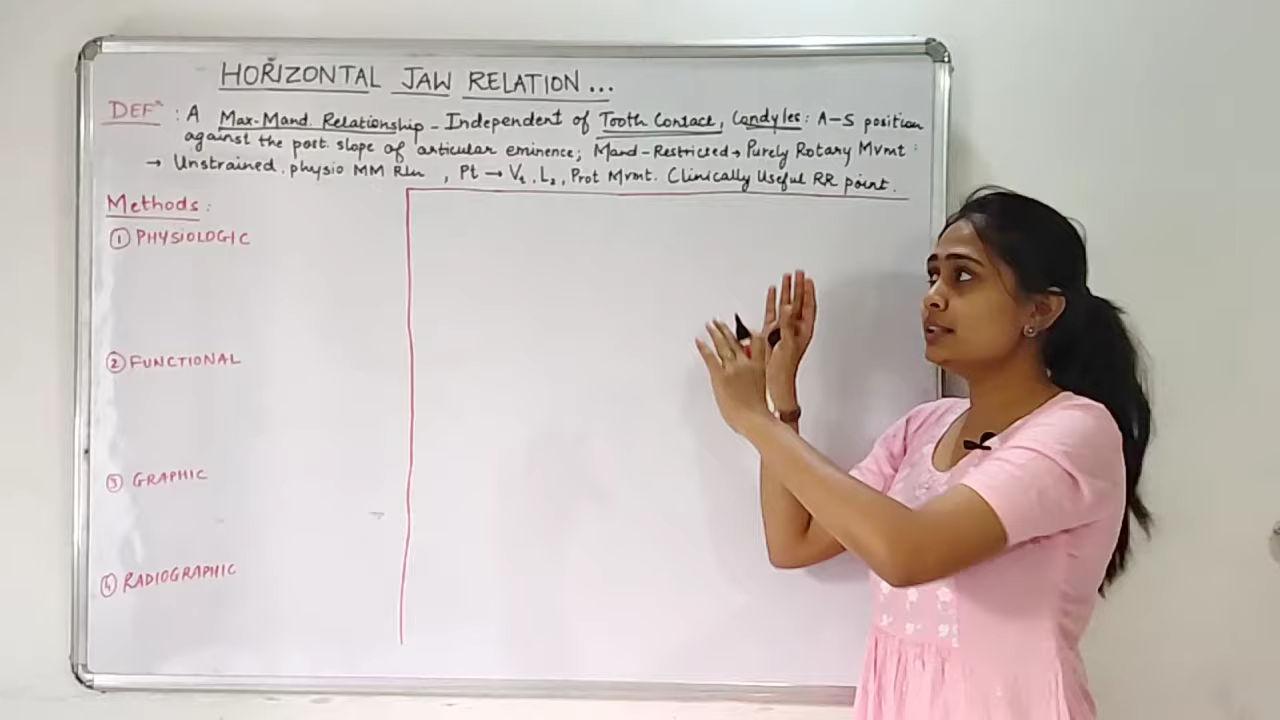 HORIZONTAL JAW RELATION...
DEFⁿ : A Max-Mand. Relationship - Independent of Tooth Contact, Condyles: A-S position
against the post. slope of articular eminence; Mand-Restricted → Purely Rotary Mvmt :
→ Unstrained, physio MM Rln , Pt → Vt, Lt, Prot Mvmt. Clinically Useful RR point.
Methods:
① PHYSIOLOGIC
② FUNCTIONAL
③ GRAPHIC
④ RADIOGRAPHIC